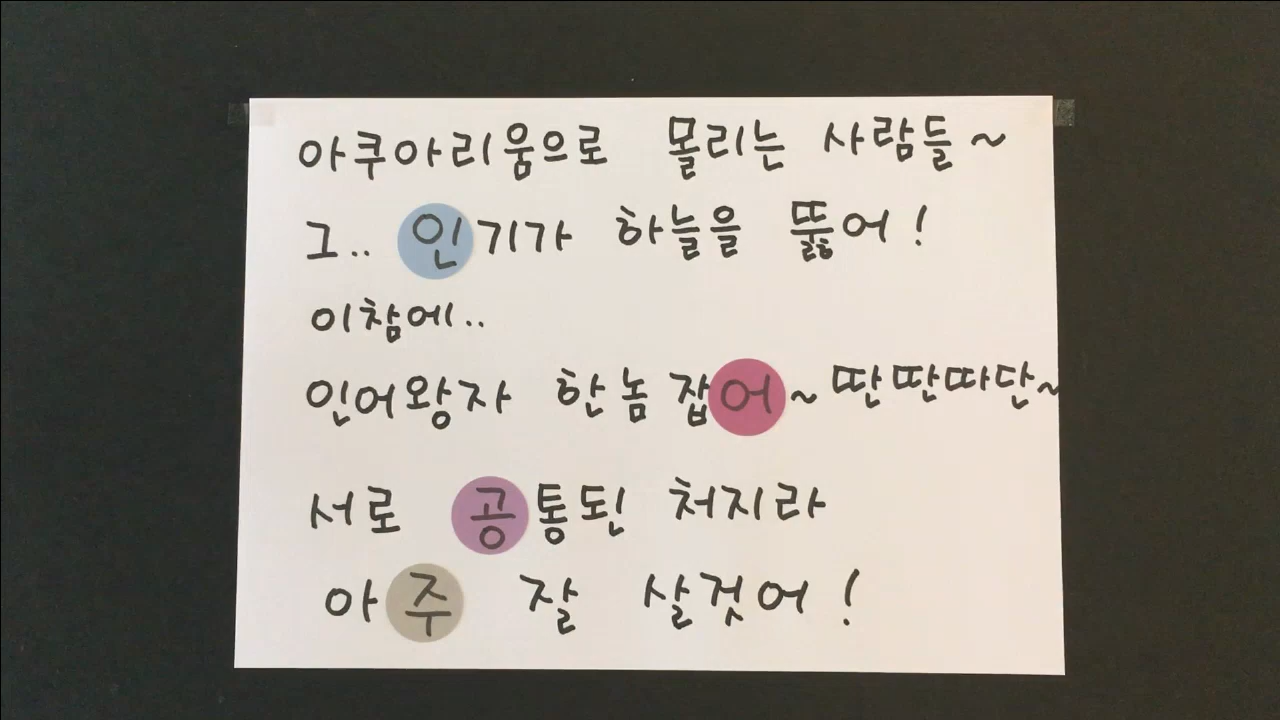 아쿠아리움으로 몰리는 사람들~
그.. 인기가 하늘을 뚫어!
이참에..
인어왕자 한놈 잡어~딴딴따단~
서로 공통된 처지라
아주 잘 살것어!